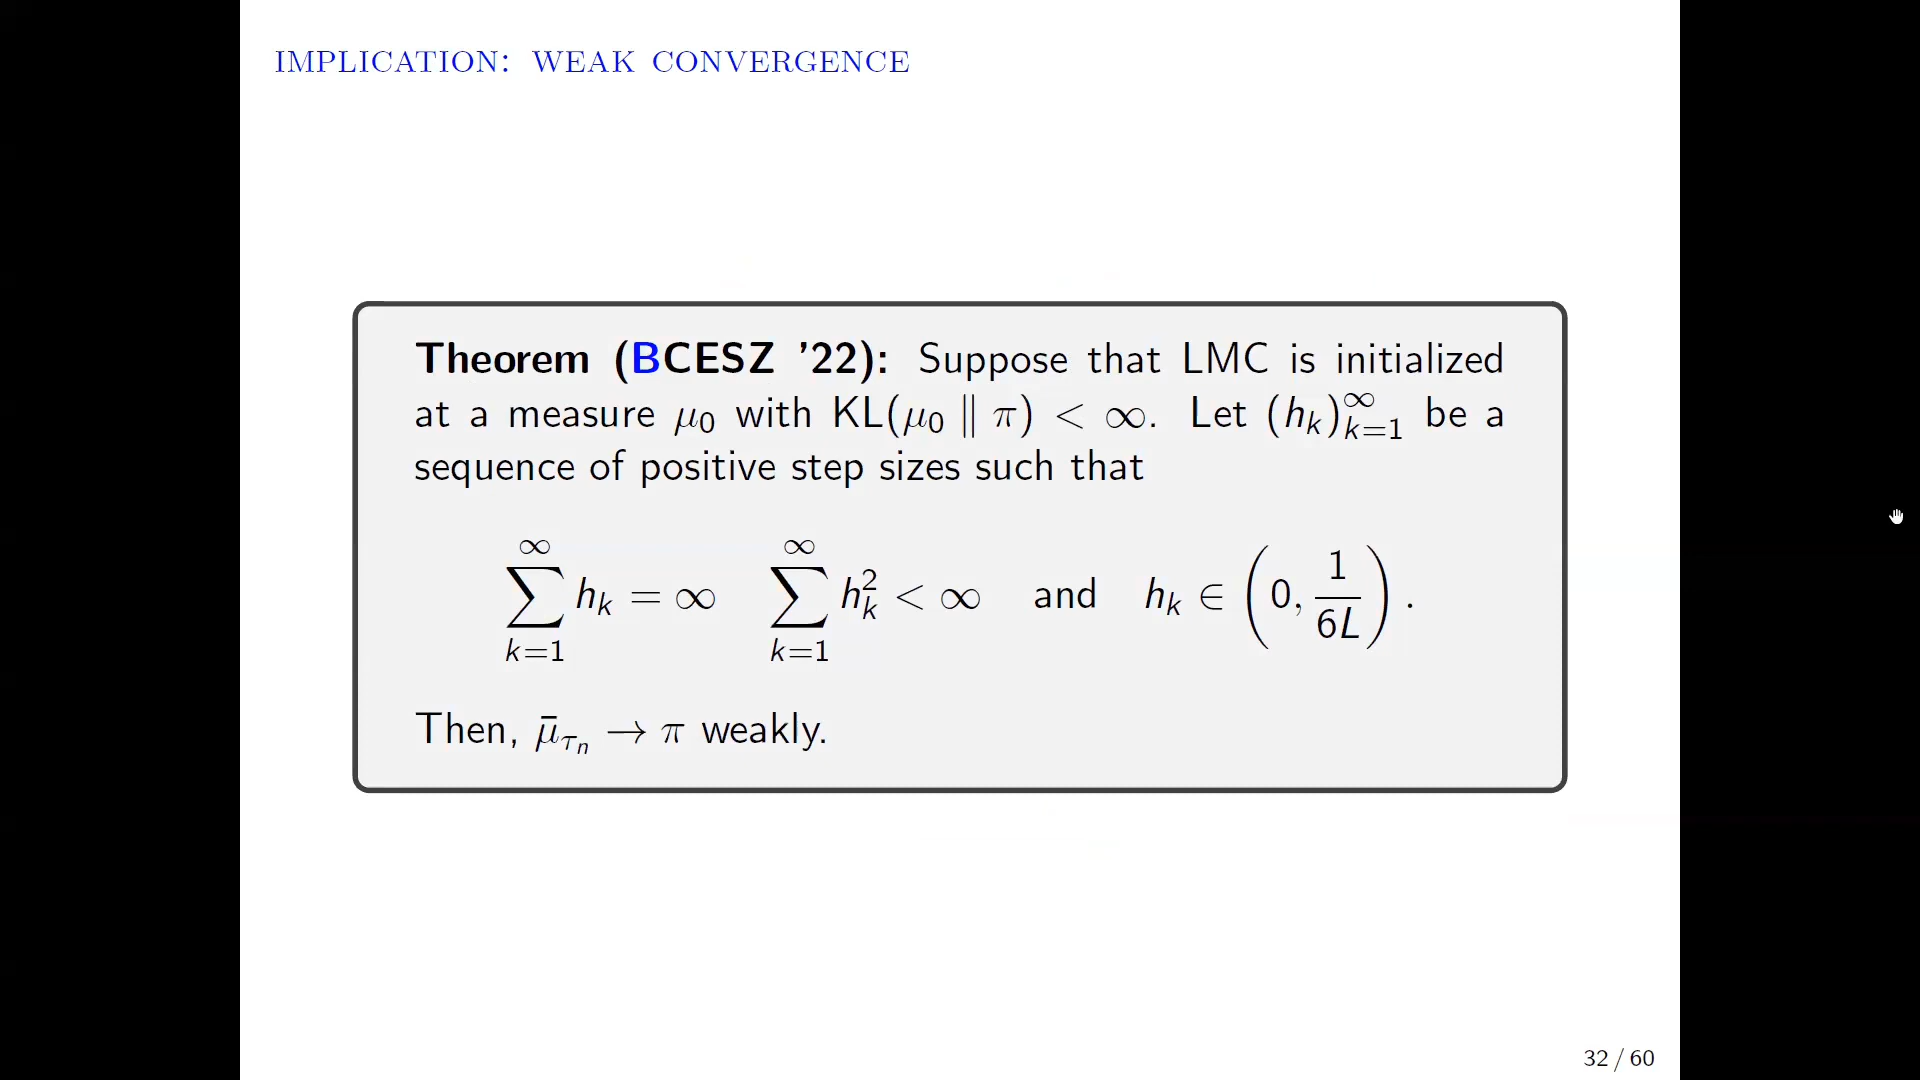 IMPLICATION: WEAK CONVERGENCE
Theorem (BCESZ ’22): Suppose that LMC is initialized
at a measure μ₀ with KL(μ₀ ∥ π) < ∞. Let (hₖ)_{k=1}^{∞} be a
sequence of positive step sizes such that
∑_{k=1}^{∞} hₖ = ∞ ∑_{k=1}^{∞} hₖ² < ∞ and hₖ ∈ (0, 1/(6L)).
Then, μ̄_{τₙ} → π weakly.
32 / 60